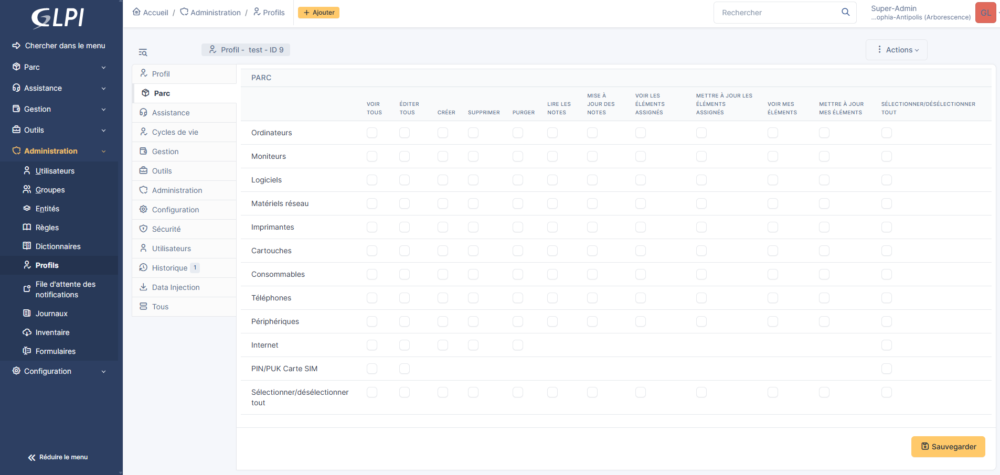 GLPI
Chercher dans le menu
Parc
Assistance
Gestion
Outils
Administration
Utilisateurs
Groupes
Entités
Règles
Dictionnaires
Profils
File d'attente des
notifications
Journaux
Inventaire
Formulaires
Configuration
Réduire le menu
Accueil / Administration / Profils
+ Ajouter
Rechercher
Super-Admin
...ophia-Antipolis (Arborescence)
GL
Profil - test - ID 9
Actions
Profil
Parc
Assistance
Cycles de vie
Gestion
Outils
Administration
Configuration
Sécurité
Utilisateurs
Historique 1
Data Injection
Tous
PARC
VOIR TOUS
ÉDITER TOUS
CRÉER
SUPPRIMER
PURGER
LIRE LES NOTES
MISE À JOUR DES NOTES
VOIR LES ÉLÉMENTS ASSIGNÉS
METTRE À JOUR LES ÉLÉMENTS ASSIGNÉS
VOIR MES ÉLÉMENTS
METTRE À JOUR MES ÉLÉMENTS
SÉLECTIONNER/DÉSÉLECTIONNER TOUT
Ordinateurs
Moniteurs
Logiciels
Matériels réseau
Imprimantes
Cartouches
Consommables
Téléphones
Périphériques
Internet
PIN/PUK Carte SIM
Sélectionner/désélectionner
tout
Sauvegarder